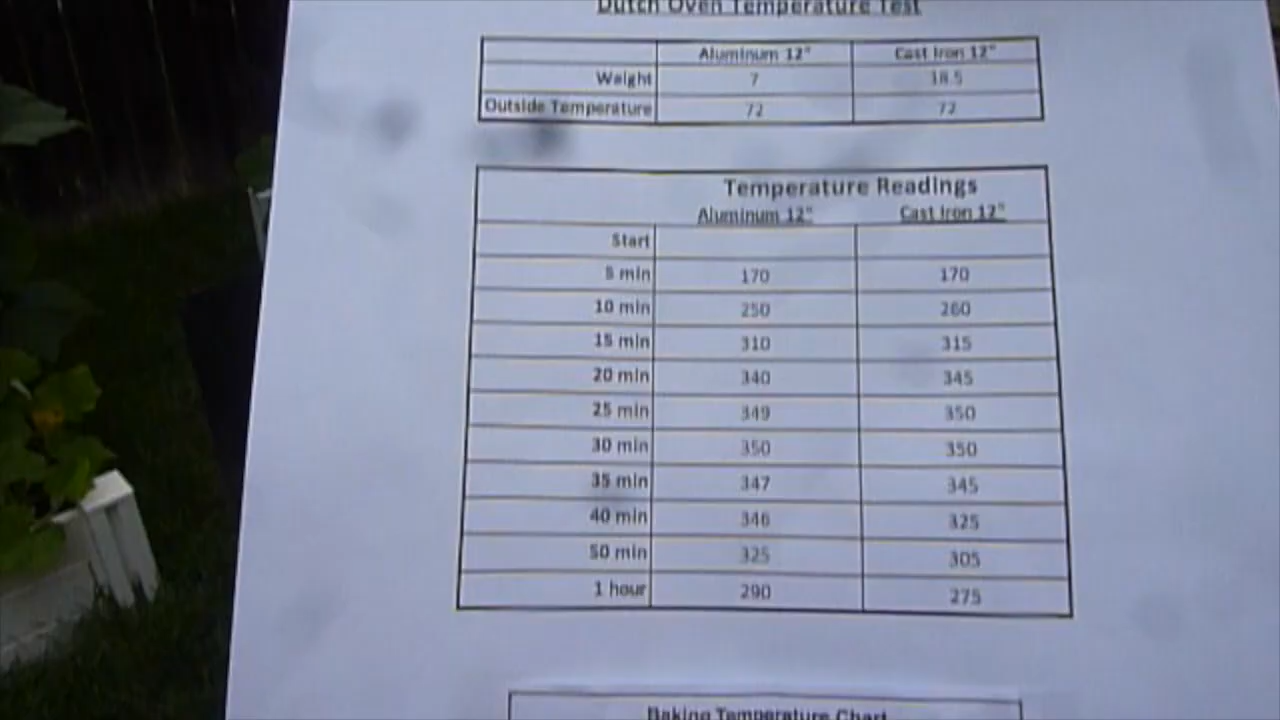 Dutch Oven Temperature Test
Aluminum 12" Cast Iron 12"
Weight 7 18.5
Outside Temperature 72 72
Temperature Readings
Aluminum 12" Cast Iron 12"
Start
5 min 170 170
10 min 250 260
15 min 310 315
20 min 340 345
25 min 349 350
30 min 350 350
35 min 347 345
40 min 346 325
50 min 325 305
1 hour 290 275
Baking Temperature Chart